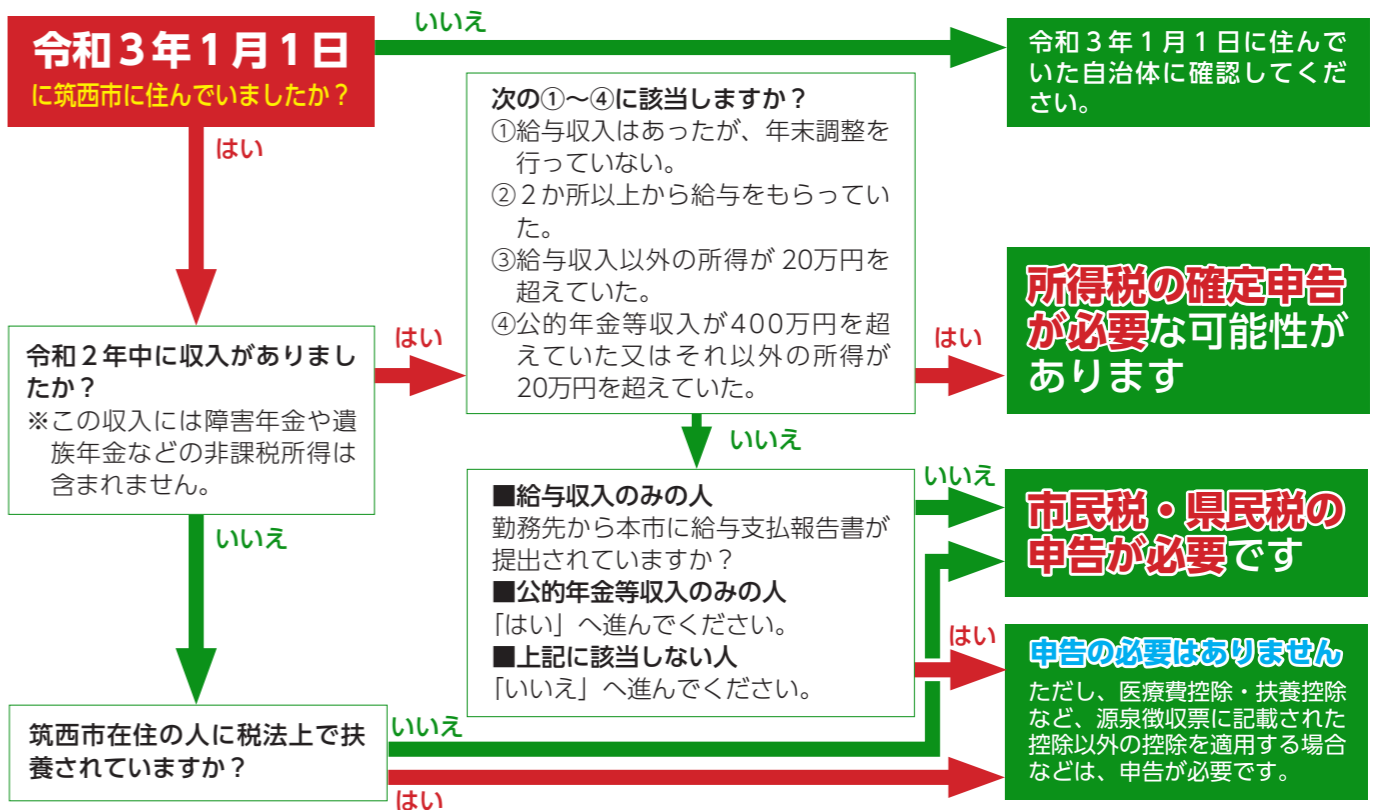 令和３年１月１日
に筑西市に住んでいましたか？
いいえ
令和３年１月１日に住んで
いた自治体に確認してくだ
さい。
はい
次の①～④に該当しますか？
①給与収入はあったが、年末調整を
行っていない。
②２か所以上から給与をもらってい
た。
③給与収入以外の所得が 20万円を
超えていた。
④公的年金等収入が400万円を超
えていた又はそれ以外の所得が
20万円を超えていた。
はい
所得税の確定申告
が必要な可能性が
あります
令和２年中に収入がありまし
たか？
※この収入には障害年金や遺
族年金などの非課税所得は
含まれません。
はい
いいえ
■給与収入のみの人
勤務先から本市に給与支払報告書が
提出されていますか？
■公的年金等収入のみの人
「はい」へ進んでください。
■上記に該当しない人
「いいえ」へ進んでください。
いいえ
市民税・県民税の
申告が必要です
いいえ
はい
申告の必要はありません
ただし、医療費控除・扶養控除
など、源泉徴収票に記載された
控除以外の控除を適用する場合
などは、申告が必要です。
筑西市在住の人に税法上で扶
養されていますか？
いいえ
はい